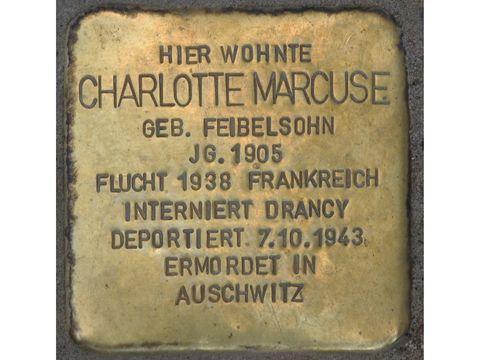 HIER WOHNTE
CHARLOTTE MARCUSE
GEB. FEIBELSOHN
JG. 1905
FLUCHT 1938 FRANKREICH
INTERNIERT DRANCY
DEPORTIERT 7.10.1943
ERMORDET IN
AUSCHWITZ